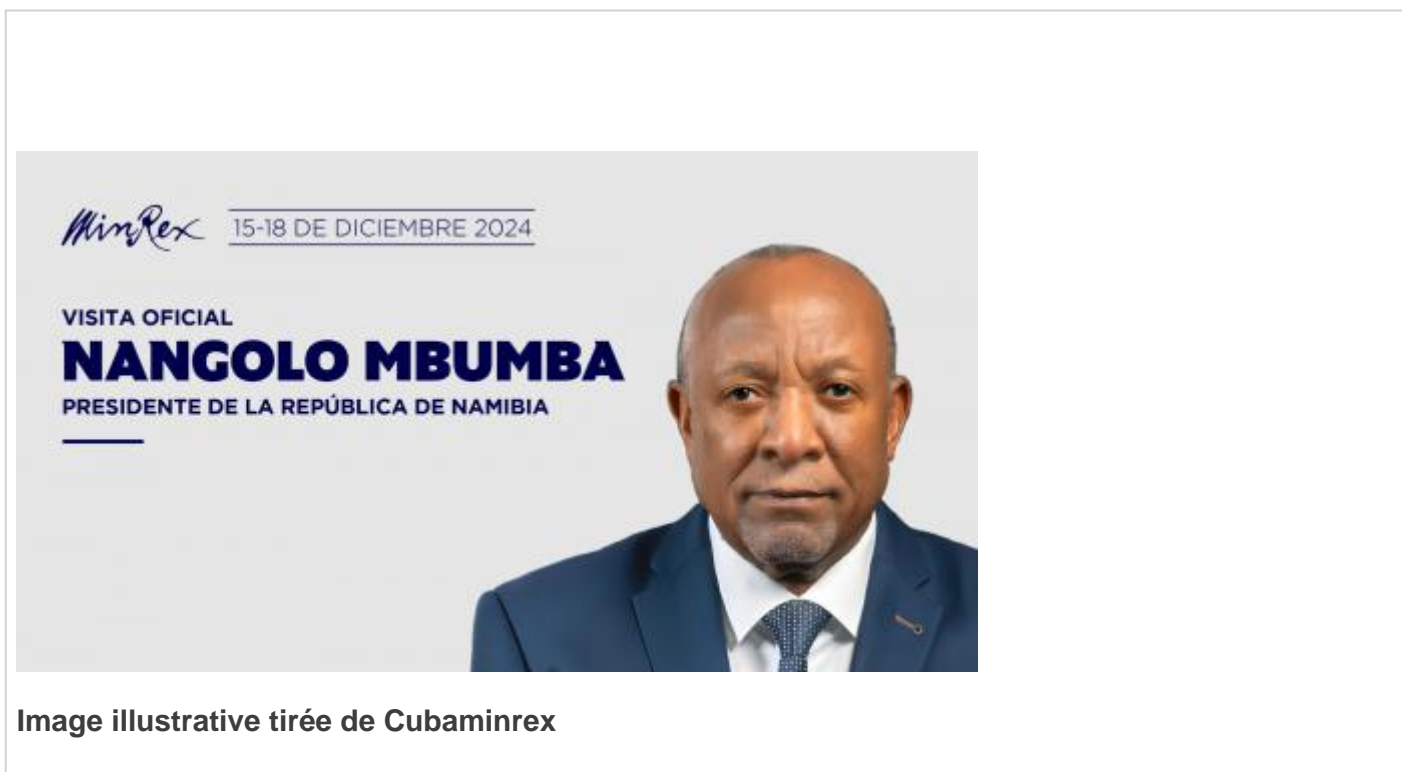 MinRex 15-18 DE DICIEMBRE 2024
VISITA OFICIAL
NANGOLO MBUMBA
PRESIDENTE DE LA REPÚBLICA DE NAMIBIA
Image illustrative tirée de Cubaminrex